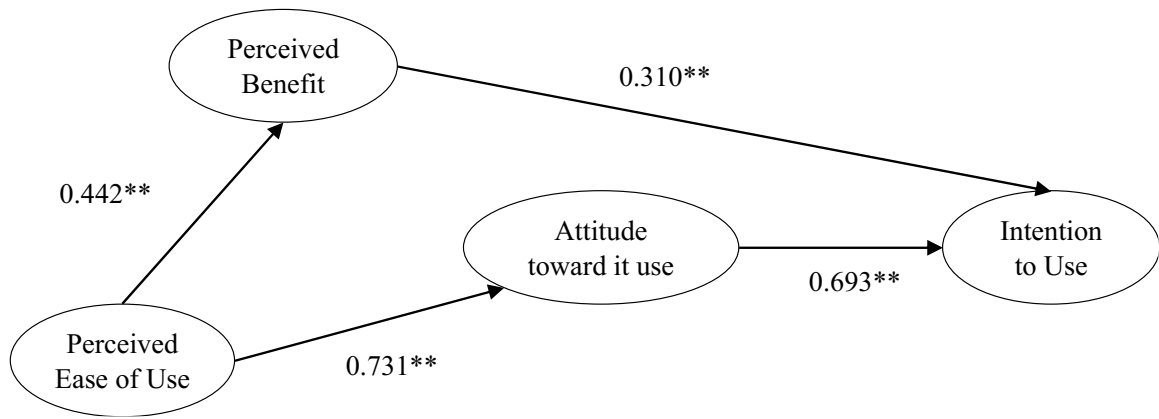 Perceived
Benefit
0.310**
0.442**
Attitude
toward it use
Intention
to Use
0.693**
Perceived
Ease of Use
0.731**